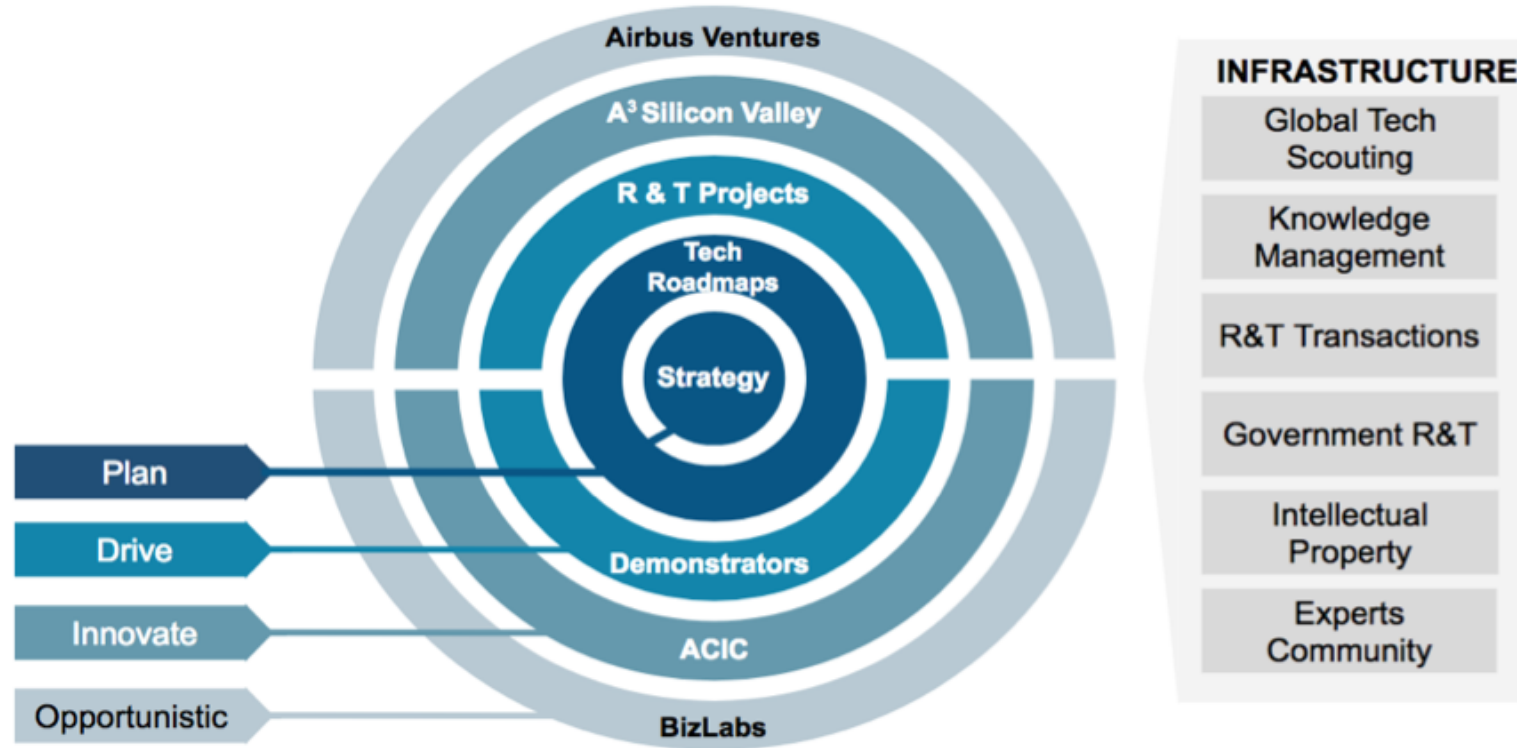 Airbus Ventures
A³ Silicon Valley
R & T Projects
Tech
Roadmaps
Strategy
Demonstrators
ACIC
BizLabs
Plan
Drive
Innovate
Opportunistic
INFRASTRUCTURE
Global Tech
Scouting
Knowledge
Management
R&T Transactions
Government R&T
Intellectual
Property
Experts
Community